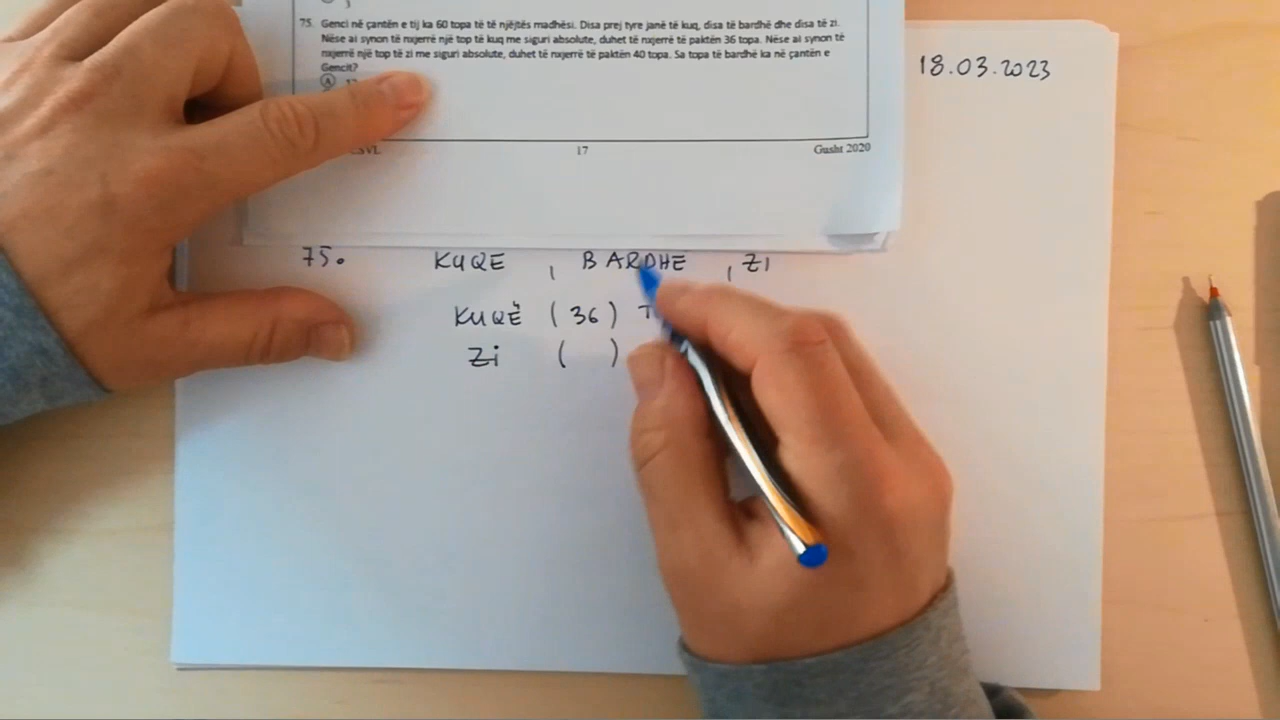 75. Genci në çantën e tij ka 60 topa të të njëjtës madhësi. Disa prej tyre janë të kuq, disa të bardhë dhe disa të zi.
Nëse ai synon të nxjerrë një top të kuq me siguri absolute, duhet të nxjerrë të paktën 36 topa. Nëse ai synon të
nxjerrë një top të zi me siguri absolute, duhet të nxjerrë të paktën 40 topa. Sa topa të bardhë ka në çantën e
Gencit?
A
17
Gusht 2020
18.03.2023
75. KUQE, BARDHE, ZI
KUQË (36) T
Zi ( )